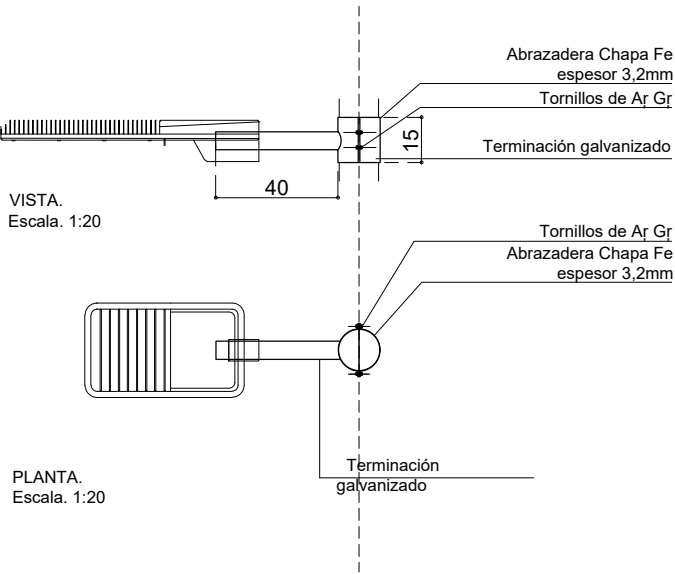 Abrazadera Chapa Fe
espesor 3,2mm
Tornillos de Ar Gr
15
Terminación galvanizado
40
VISTA.
Escala. 1:20
Tornillos de Ar Gr
Abrazadera Chapa Fe
espesor 3,2mm
Terminación
galvanizado
PLANTA.
Escala. 1:20